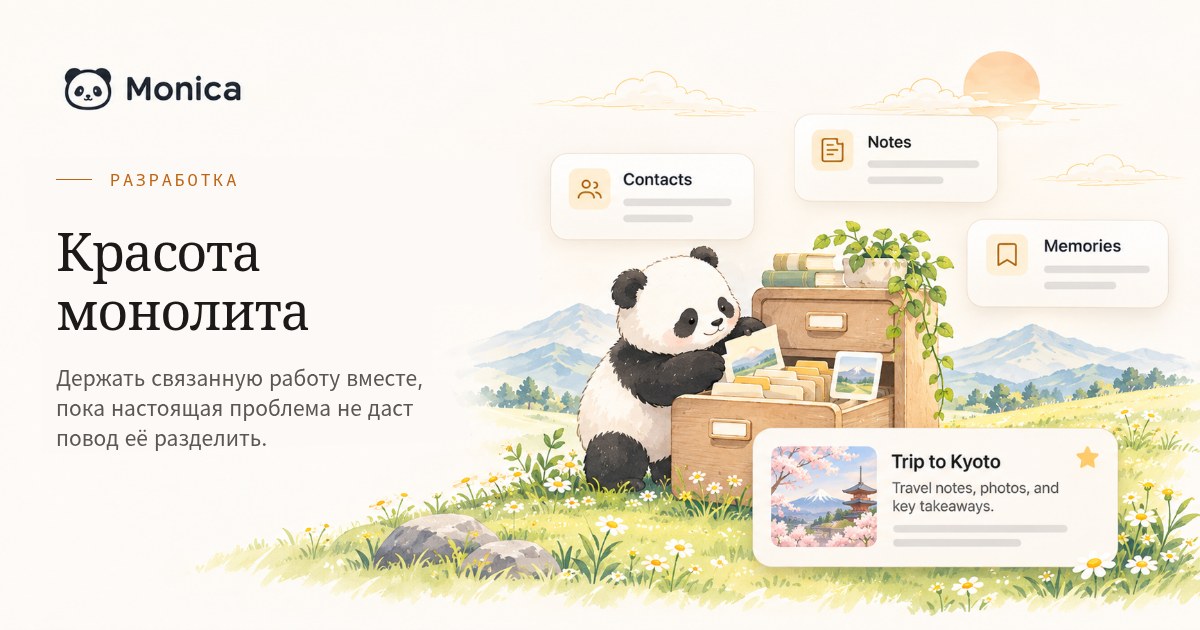 Monica
РАЗРАБОТКА
Красота
монолита
Держать связанную работу вместе,
пока настоящая проблема не даст
повод её разделить.
Contacts
Notes
Memories
Trip to Kyoto
Travel notes, photos, and
key takeaways.